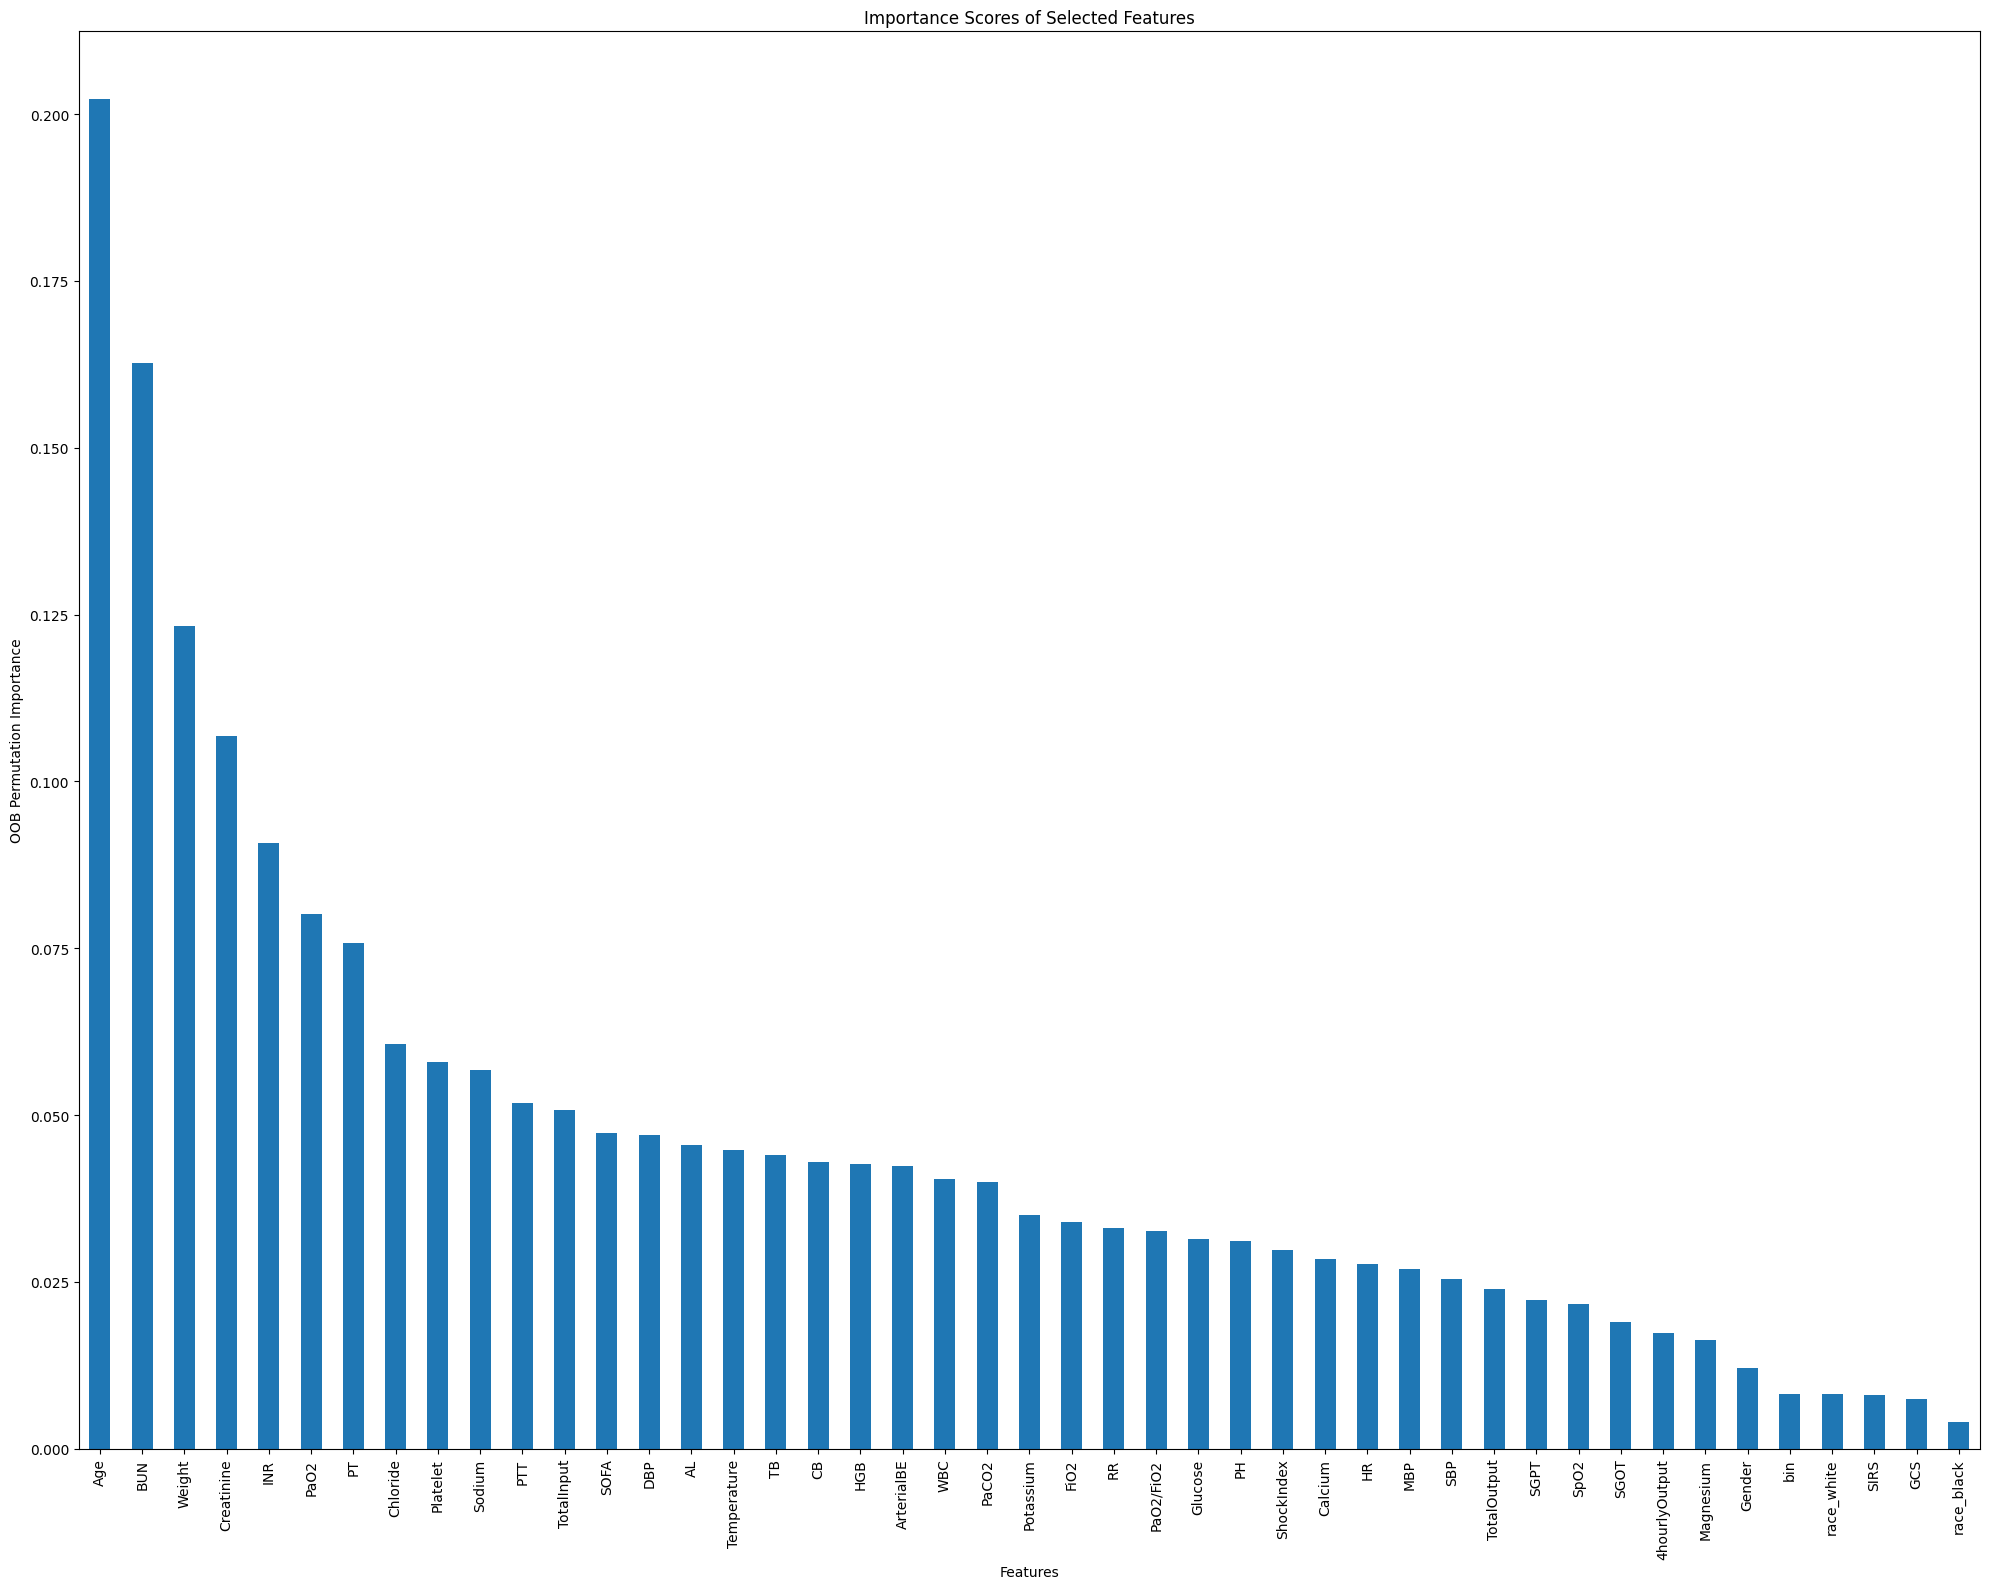 Importance Scores of Selected Features
OOB Permutation Importance
0.200
0.175
0.150
0.125
0.100
0.075
0.050
0.025
0.000
Age
BUN
Weight
Creatinine
INR
PaO2
PT
Chloride
Platelet
Sodium
PTT
TotalInput
SOFA
DBP
AL
Temperature
TB
CB
HGB
ArterialBE
WBC
PaCO2
Potassium
FiO2
RR
PaO2/FiO2
Glucose
PH
ShockIndex
Calcium
HR
MBP
SBP
TotalOutput
SGPT
SpO2
SGOT
4hourlyOutput
Magnesium
Gender
bin
race_white
SIRS
GCS
race_black
Features